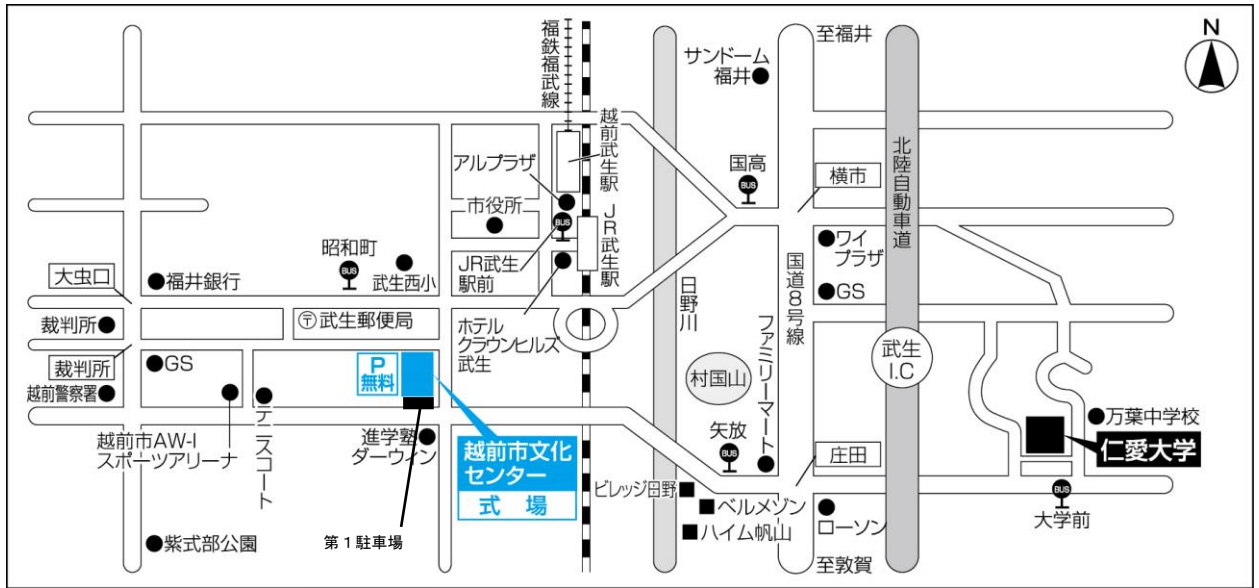 N
至福井
サンドーム
福井
福鉄福武線
越前武生駅
アルプラザ
北陸自動車道
国高
BUS
横市
市役所
BUS
JR武生駅
昭和町
BUS
武生西小
JR武生
駅前
ワイ
プラザ
大虫口
福井銀行
日野川
国道8号線
GS
裁判所
〒武生郵便局
ホテル
クラウンヒルズ
武生
ファミリーマート
武生
I.C
裁判所
GS
P
無料
村国山
越前警察署
万葉中学校
越前市AW-I
スポーツアリーナ
テニスコート
進学塾
ダーウィン
越前市文化
センター
式 場
矢放
BUS
庄田
仁愛大学
ビレッジ日野
ベルメゾン
ハイム帆山
ローソン
BUS
大学前
紫式部公園
第1駐車場
至敦賀